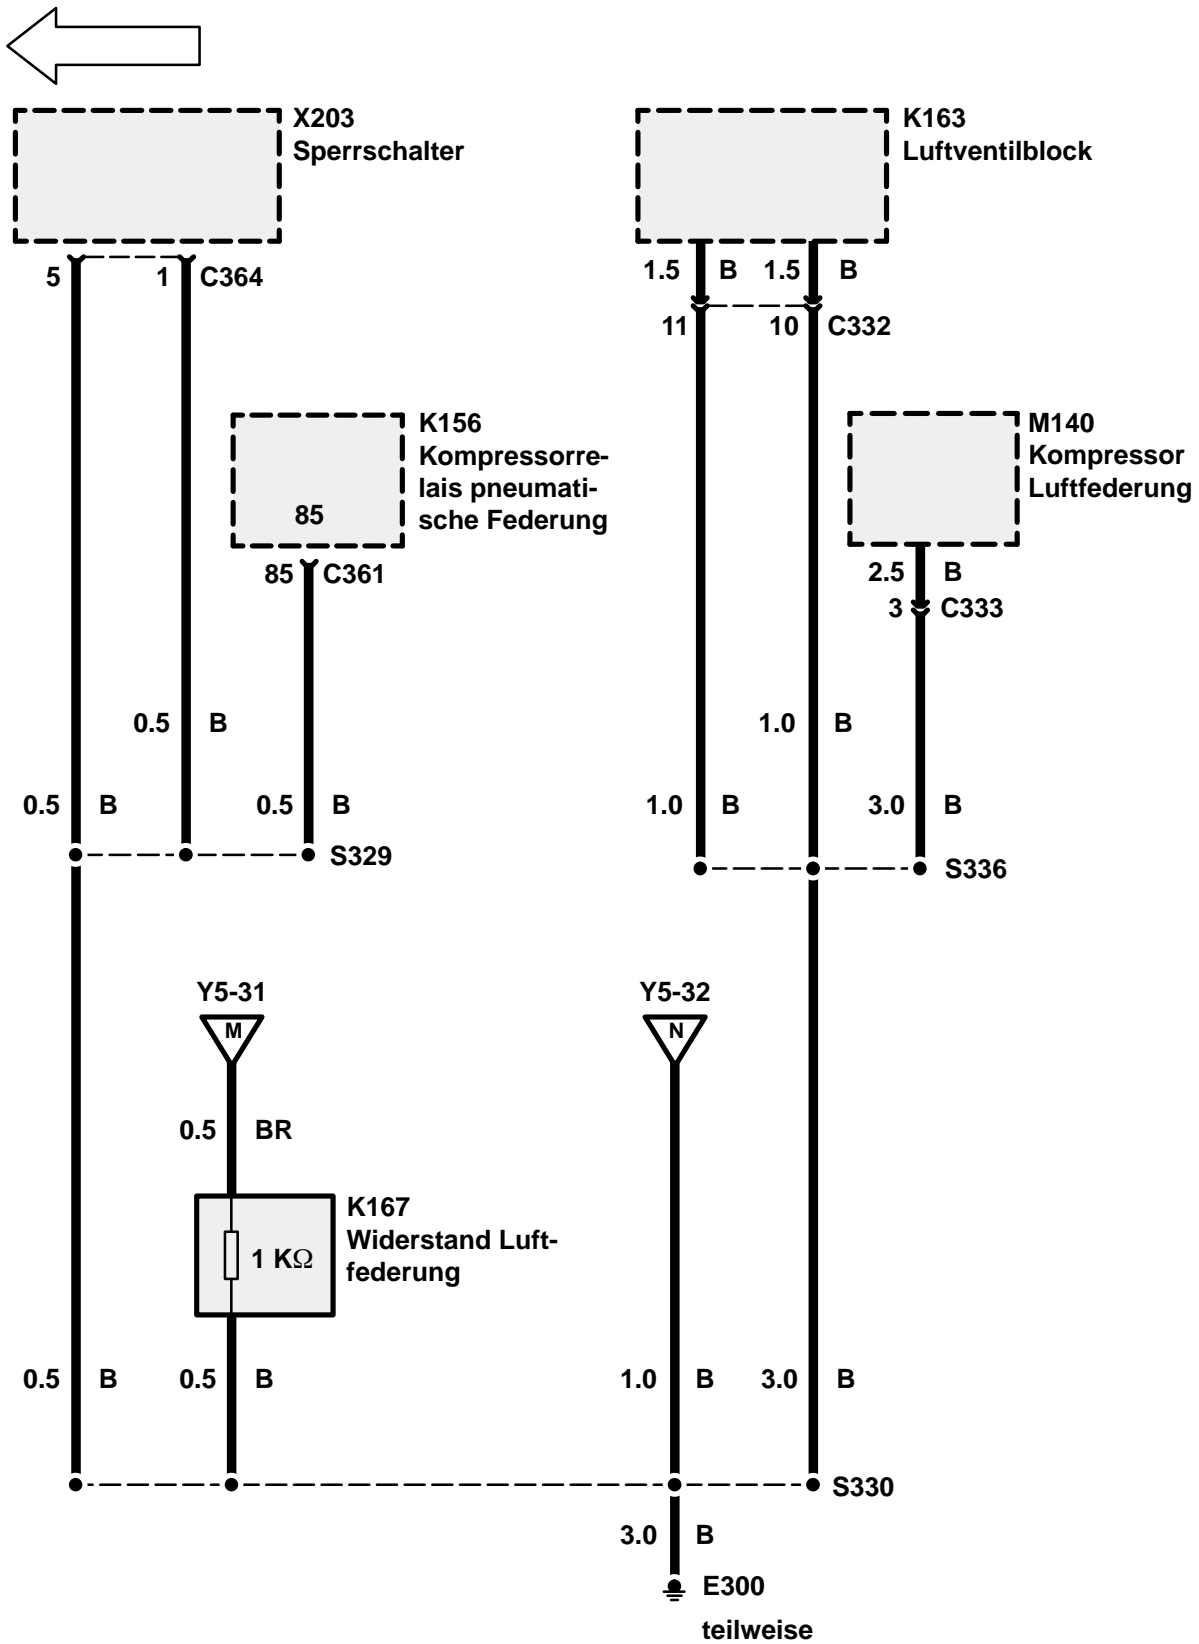 X203
Sperrschalter
K163
Luftventilblock
5 1 C364
1.5 B 1.5 B
11 10 C332
K156
Kompressorre-
lais pneumati-
sche Federung
85
85 C361
M140
Kompressor
Luftfederung
2.5 B
3 C333
0.5 B
1.0 B
0.5 B
0.5 B
1.0 B
3.0 B
S329
S336
Y5-31
M
Y5-32
N
0.5 BR
K167
Widerstand Luft-
federung
1 KΩ
0.5 B
0.5 B
1.0 B
3.0 B
S330
3.0 B
E300
teilweise